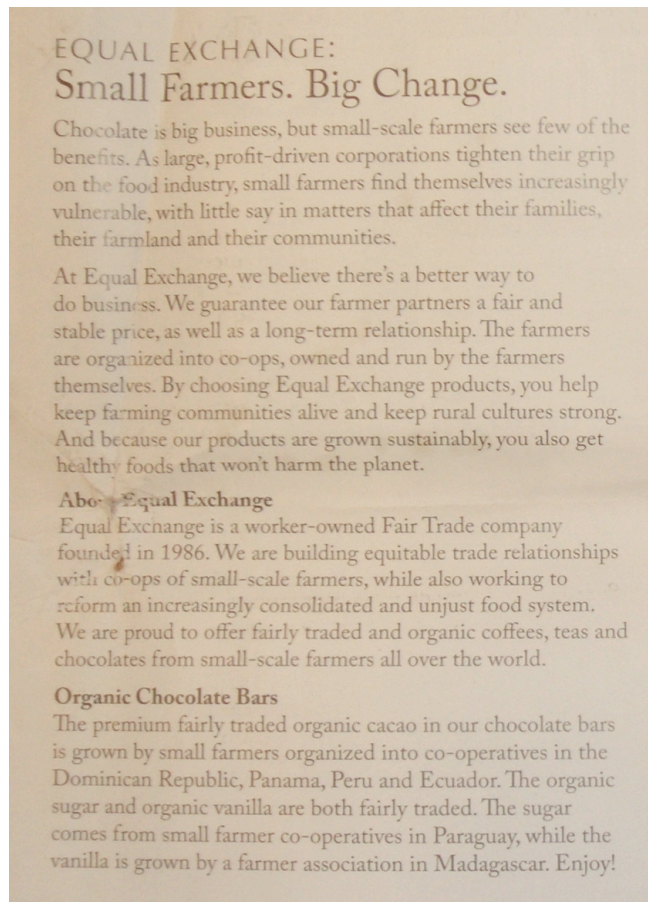 EQUAL EXCHANGE:
Small Farmers. Big Change.
Chocolate is big business, but small-scale farmers see few of the
benefits. As large, profit-driven corporations tighten their grip
on the food industry, small farmers find themselves increasingly
vulnerable, with little say in matters that affect their families,
their farmland and their communities.
At Equal Exchange, we believe there's a better way to
do business. We guarantee our farmer partners a fair and
stable price, as well as a long-term relationship. The farmers
are organized into co-ops, owned and run by the farmers
themselves. By choosing Equal Exchange products, you help
keep farming communities alive and keep rural cultures strong.
And because our products are grown sustainably, you also get
healthy foods that won't harm the planet.
About Equal Exchange
Equal Exchange is a worker-owned Fair Trade company
founded in 1986. We are building equitable trade relationships
with co-ops of small-scale farmers, while also working to
reform an increasingly consolidated and unjust food system.
We are proud to offer fairly traded and organic coffees, teas and
chocolates from small-scale farmers all over the world.
Organic Chocolate Bars
The premium fairly traded organic cacao in our chocolate bars
is grown by small farmers organized into co-operatives in the
Dominican Republic, Panama, Peru and Ecuador. The organic
sugar and organic vanilla are both fairly traded. The sugar
comes from small farmer co-operatives in Paraguay, while the
vanilla is grown by a farmer association in Madagascar. Enjoy!